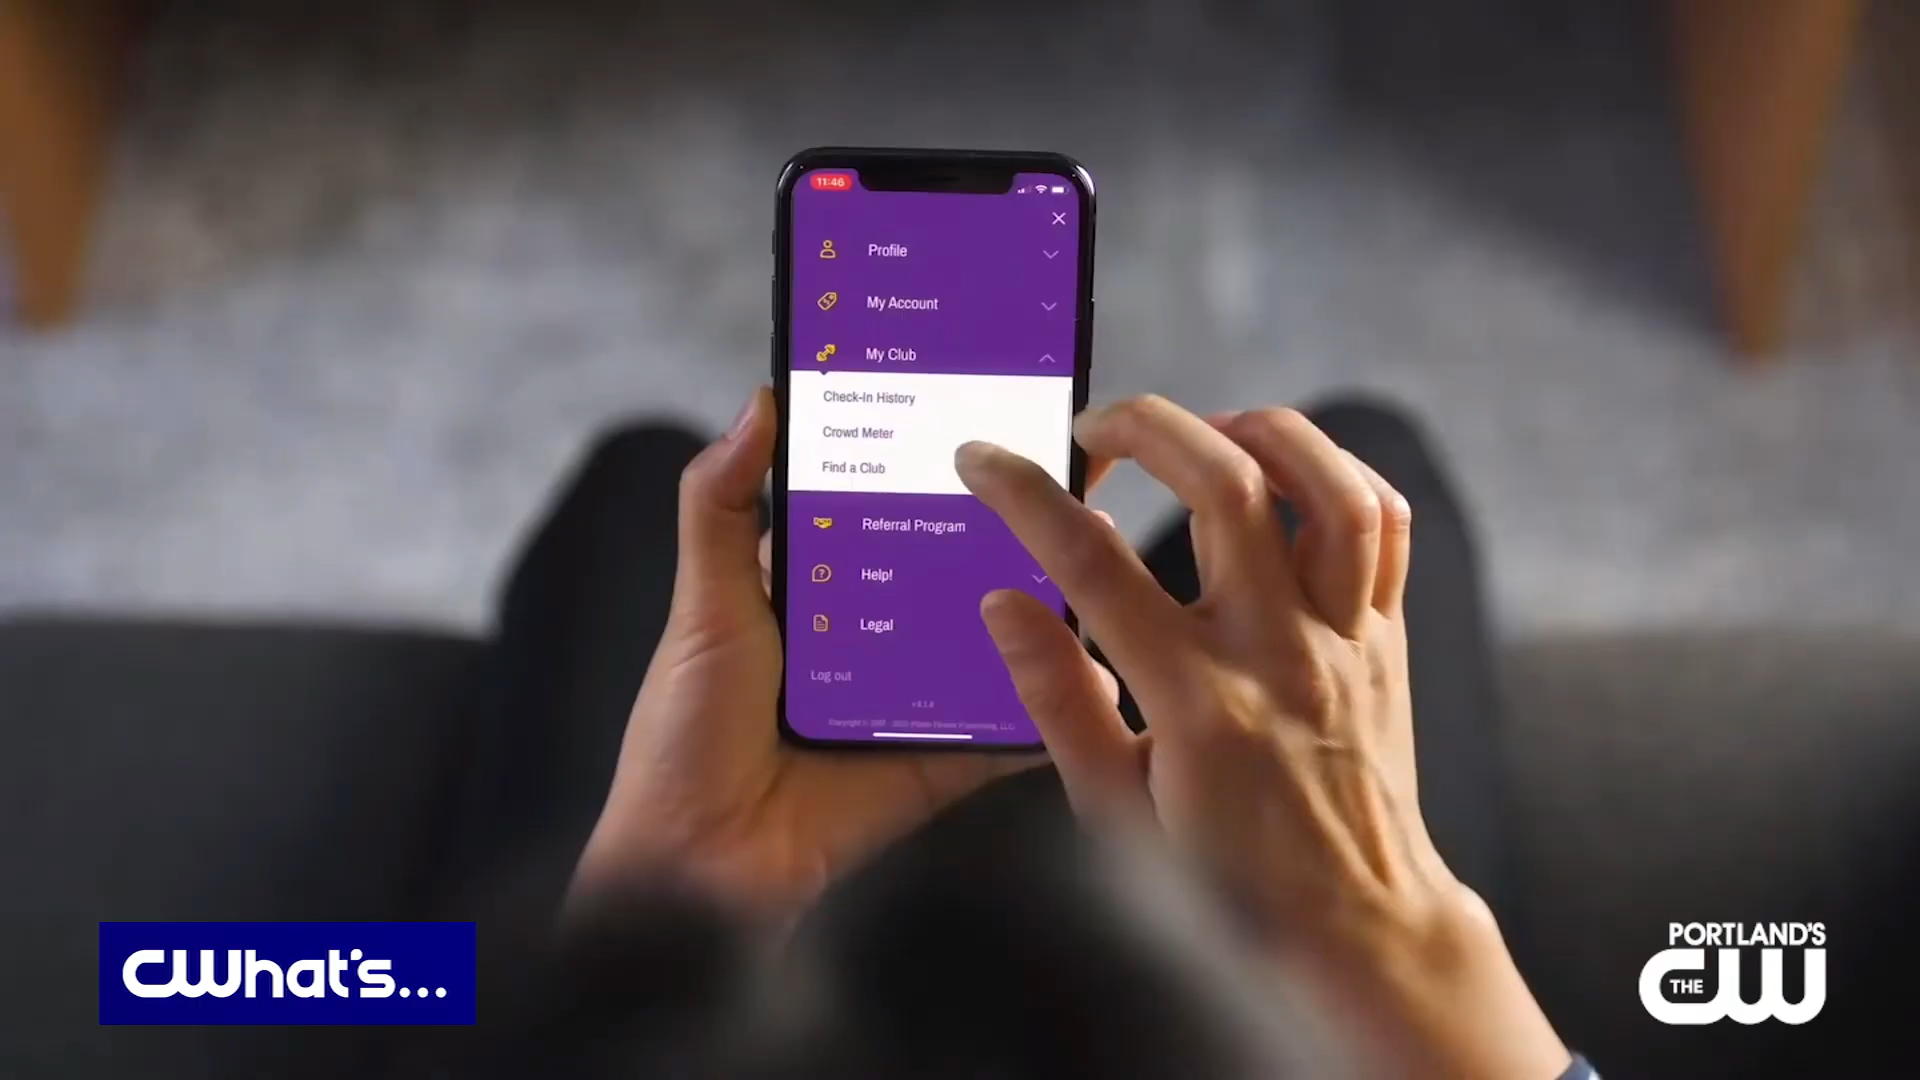 11:46
Profile
My Account
My Club
Check-In History
Crowd Meter
Find a Club
Referral Program
Help!
Legal
Log out
CWhat's...
PORTLAND'S
THE CW